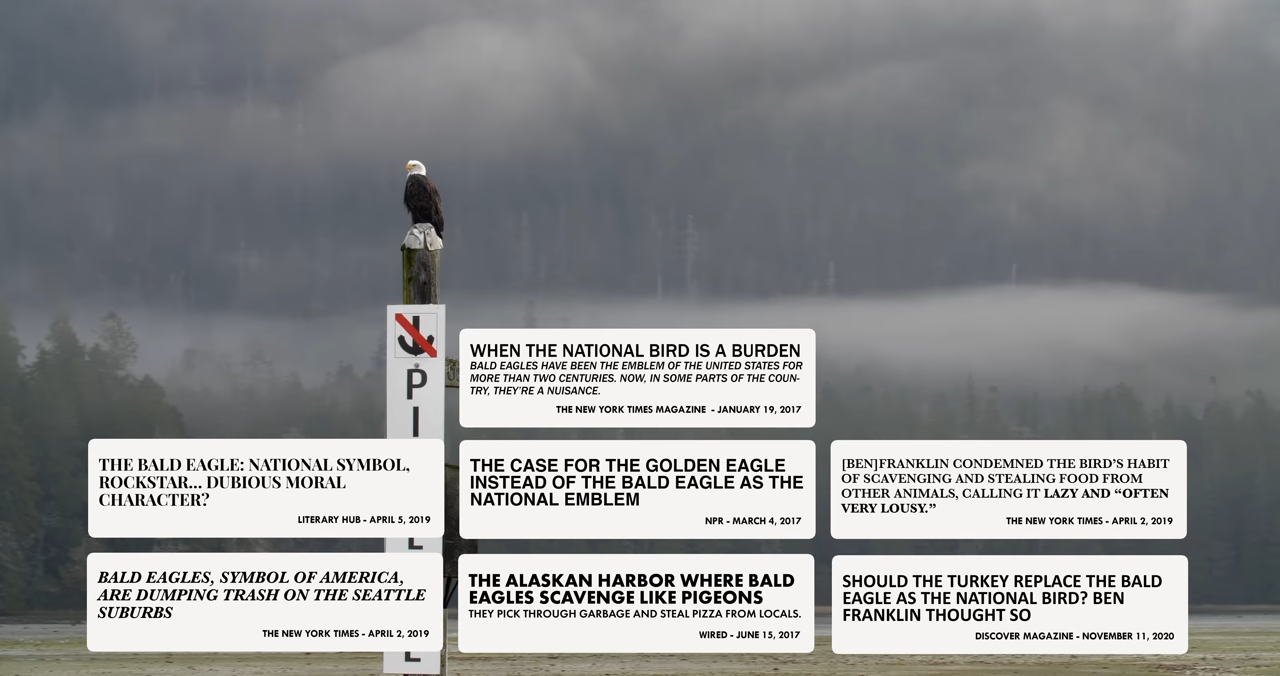 P
I
L
L
WHEN THE NATIONAL BIRD IS A BURDEN
BALD EAGLES HAVE BEEN THE EMBLEM OF THE UNITED STATES FOR
MORE THAN TWO CENTURIES. NOW, IN SOME PARTS OF THE COUN-
TRY, THEY'RE A NUISANCE.
THE NEW YORK TIMES MAGAZINE - JANUARY 19, 2017
THE BALD EAGLE: NATIONAL SYMBOL,
ROCKSTAR... DUBIOUS MORAL
CHARACTER?
LITERARY HUB - APRIL 5, 2019
THE CASE FOR THE GOLDEN EAGLE
INSTEAD OF THE BALD EAGLE AS THE
NATIONAL EMBLEM
NPR - MARCH 4, 2017
[BEN]FRANKLIN CONDEMNED THE BIRD'S HABIT
OF SCAVENGING AND STEALING FOOD FROM
OTHER ANIMALS, CALLING IT LAZY AND “OFTEN
VERY LOUSY.”
THE NEW YORK TIMES - APRIL 2, 2019
BALD EAGLES, SYMBOL OF AMERICA,
ARE DUMPING TRASH ON THE SEATTLE
SUBURBS
THE NEW YORK TIMES - APRIL 2, 2019
THE ALASKAN HARBOR WHERE BALD
EAGLES SCAVENGE LIKE PIGEONS
THEY PICK THROUGH GARBAGE AND STEAL PIZZA FROM LOCALS.
WIRED - JUNE 15, 2017
SHOULD THE TURKEY REPLACE THE BALD
EAGLE AS THE NATIONAL BIRD? BEN
FRANKLIN THOUGHT SO
DISCOVER MAGAZINE - NOVEMBER 11, 2020